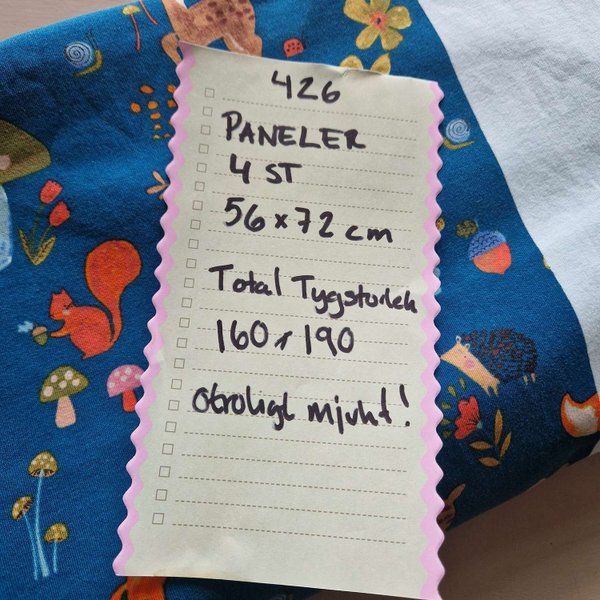 426
PANELER
4 ST
56 x 72 cm
Total Tygstorlek
160 x 190
otroligt mjukt!